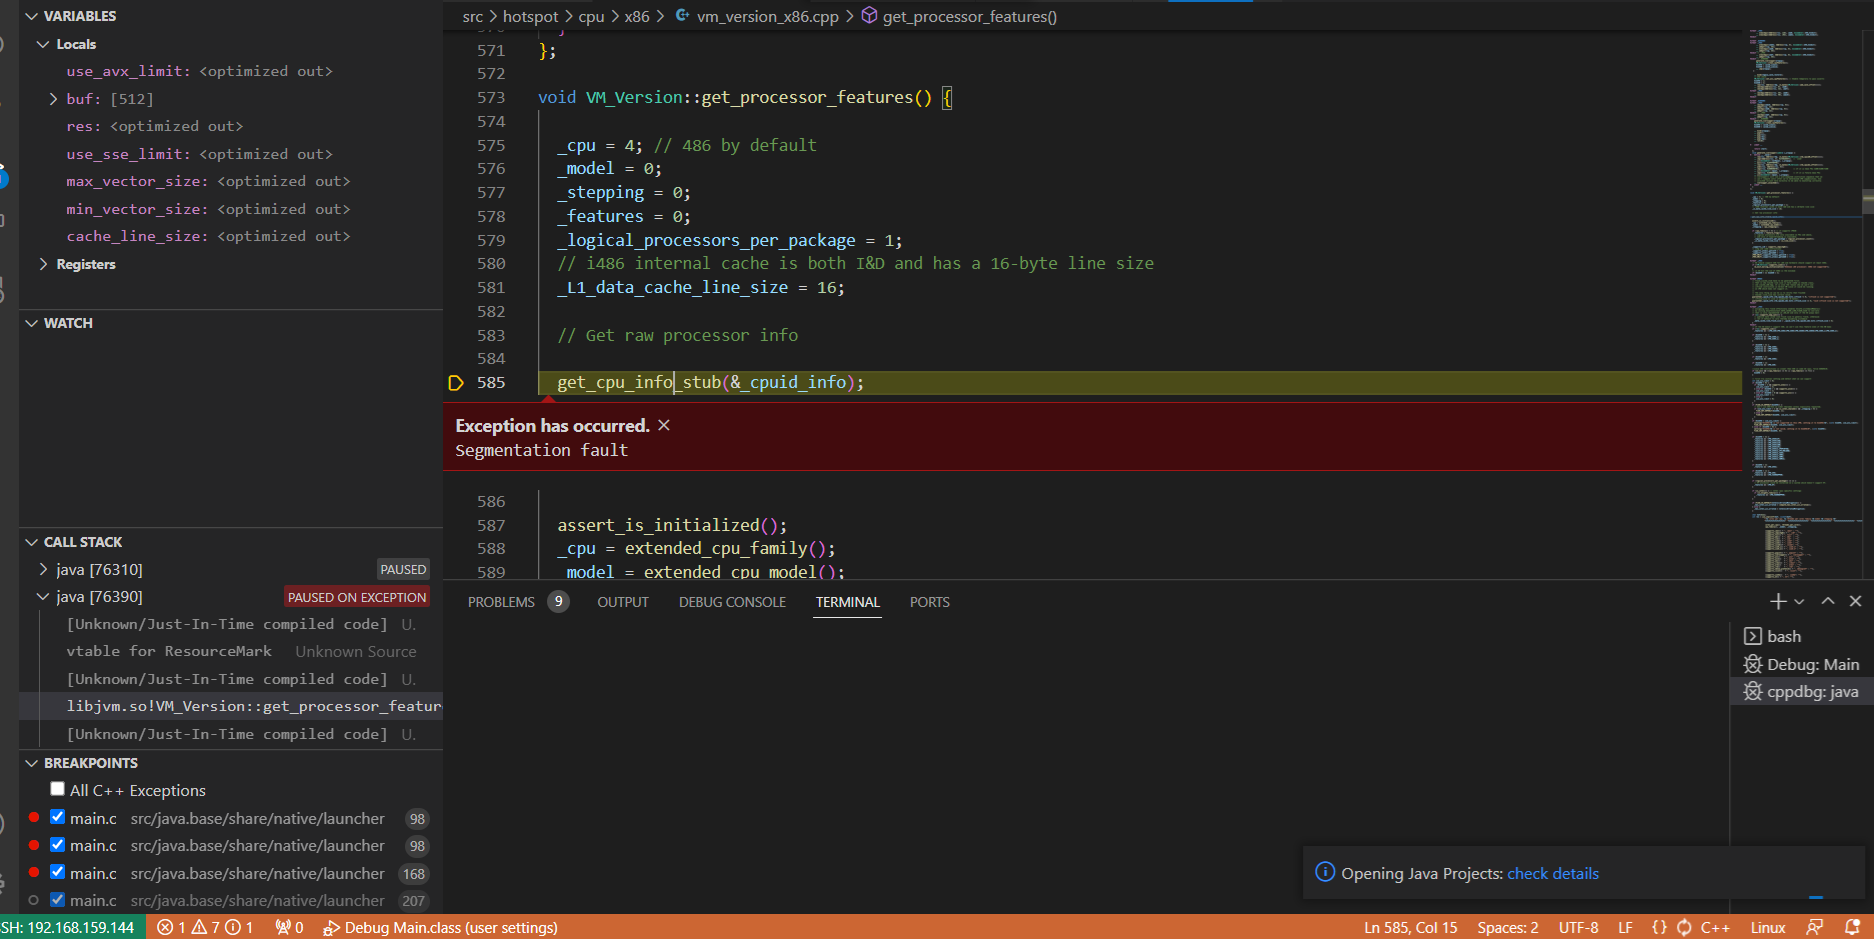 VARIABLES
Locals
use_avx_limit: <optimized out>
buf: [512]
res: <optimized out>
use_sse_limit: <optimized out>
max_vector_size: <optimized out>
min_vector_size: <optimized out>
cache_line_size: <optimized out>
Registers
WATCH
CALL STACK
java [76310] PAUSED
java [76390] PAUSED ON EXCEPTION
[Unknown/Just-In-Time compiled code] U.
vtable for ResourceMark Unknown Source
[Unknown/Just-In-Time compiled code] U.
libjvm.so!VM_Version::get_processor_featur
[Unknown/Just-In-Time compiled code] U.
BREAKPOINTS
All C++ Exceptions
main.c src/java.base/share/native/launcher 98
main.c src/java.base/share/native/launcher 98
main.c src/java.base/share/native/launcher 168
main.c src/java.base/share/native/launcher 207
src > hotspot > cpu > x86 > vm_version_x86.cpp > get_processor_features()
571 };
572
573 void VM_Version::get_processor_features() {
574
575 _cpu = 4; // 486 by default
576 _model = 0;
577 _stepping = 0;
578 _features = 0;
579 _logical_processors_per_package = 1;
580 // i486 internal cache is both I&D and has a 16-byte line size
581 _L1_data_cache_line_size = 16;
582
583 // Get raw processor info
584
585 get_cpu_info_stub(&_cpuid_info);
Exception has occurred.
Segmentation fault
586
587 assert_is_initialized();
588 _cpu = extended_cpu_family();
589 _model = extended_cpu_model();
PROBLEMS 9 OUTPUT DEBUG CONSOLE TERMINAL PORTS
bash
Debug: Main
cppdbg: java
Opening Java Projects: check details
SH: 192.168.159.144 1 7 1 0 Debug Main.class (user settings) Ln 585, Col 15 Spaces: 2 UTF-8 LF {} C++ Linux